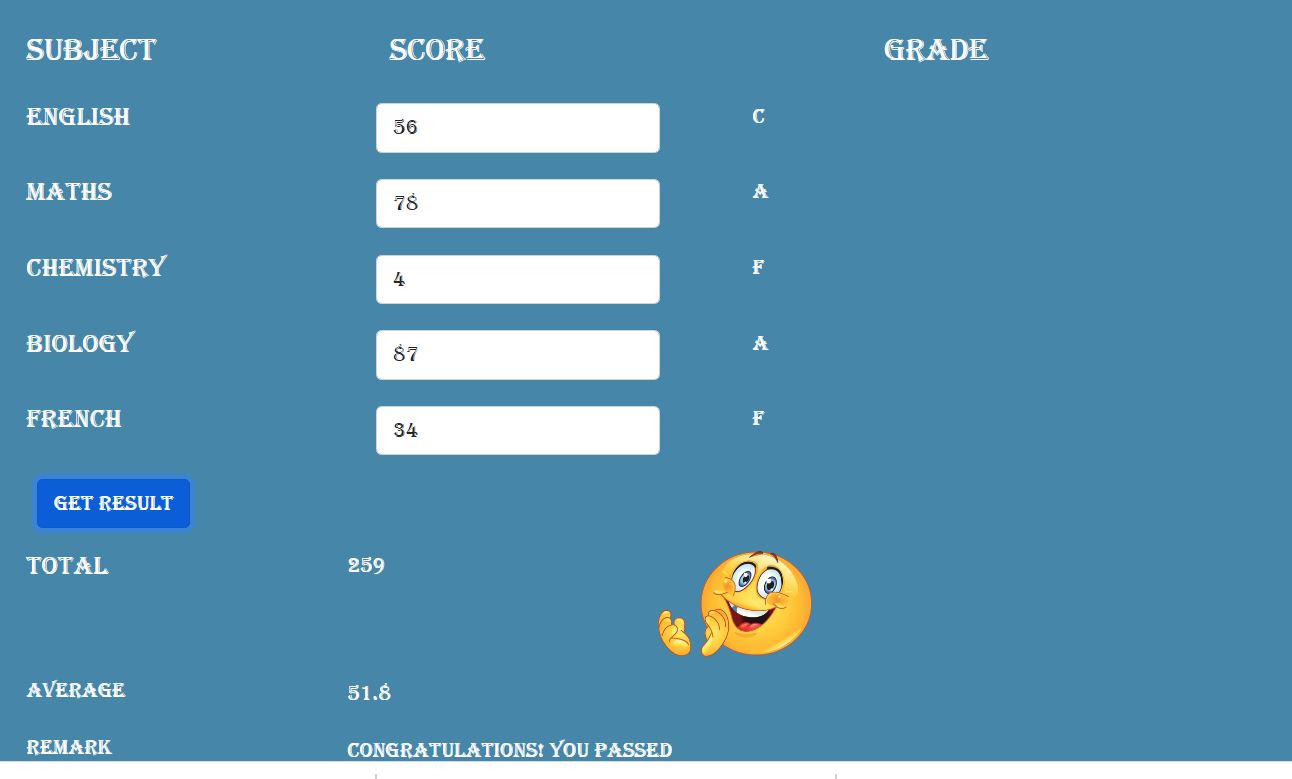 SUBJECT SCORE GRADE
ENGLISH 56 C
MATHS 78 A
CHEMISTRY 4 F
BIOLOGY 87 A
FRENCH 34 F
GET RESULT
TOTAL 259
AVERAGE 51.8
REMARK CONGRATULATIONS! YOU PASSED